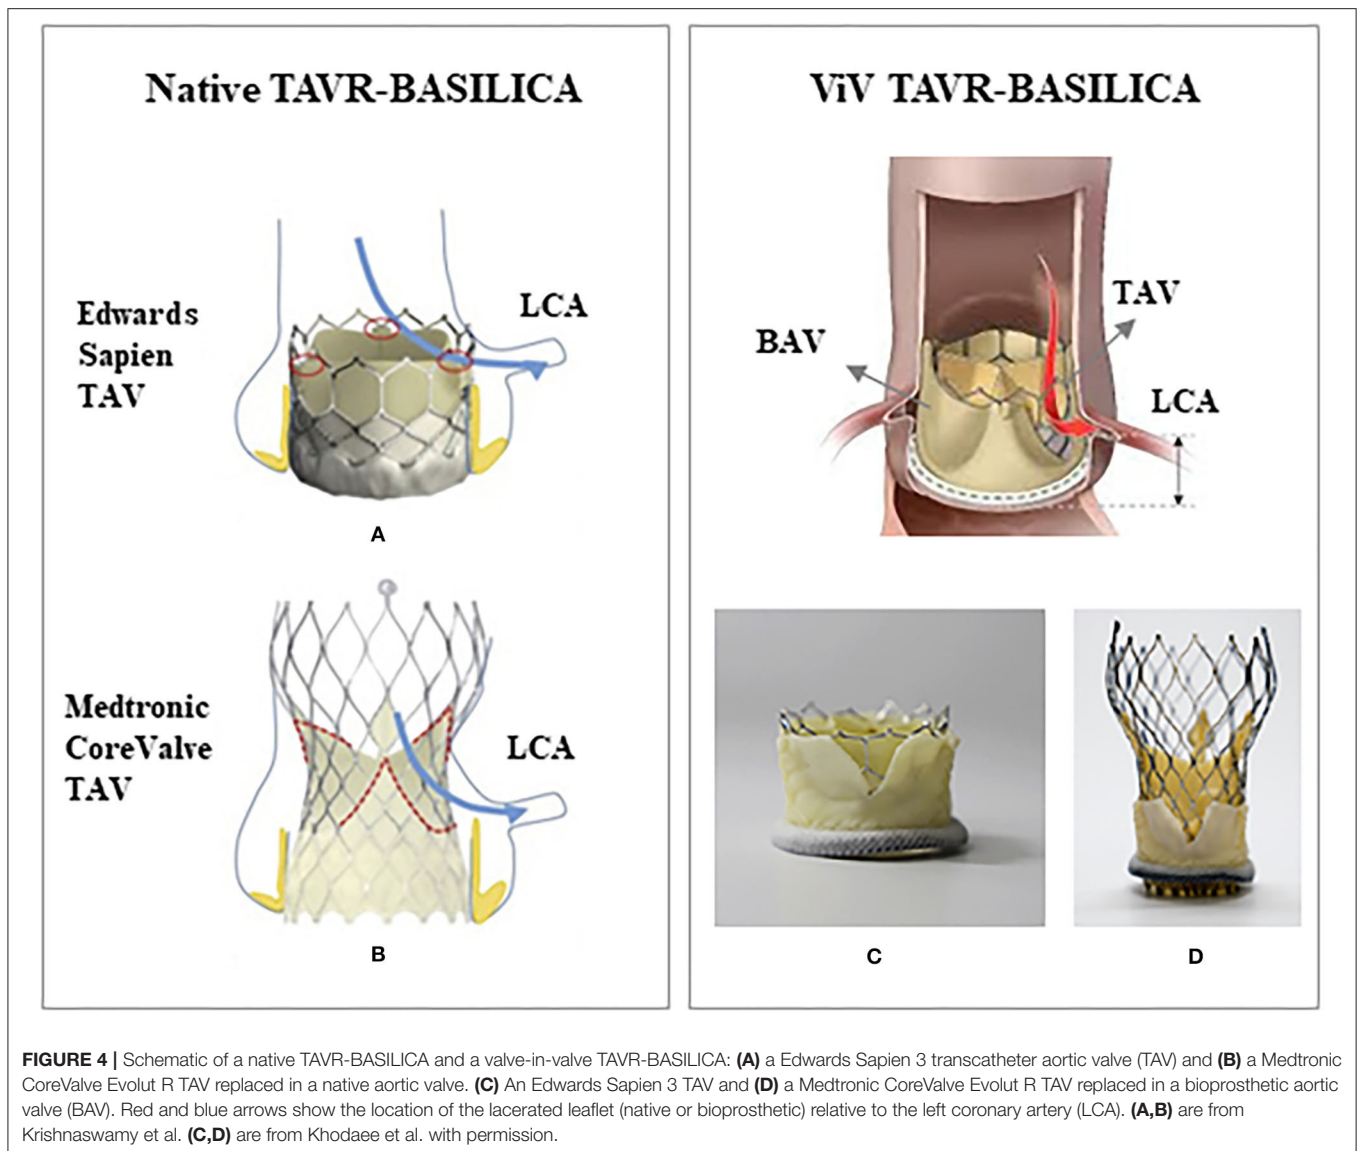 Native TAVR-BASILICA
Edwards
Sapien
TAV
LCA
A
Medtronic
CoreValve
TAV
LCA
B
ViV TAVR-BASILICA
BAV
TAV
LCA
C
D
FIGURE 4 | Schematic of a native TAVR-BASILICA and a valve-in-valve TAVR-BASILICA: (A) a Edwards Sapien 3 transcatheter aortic valve (TAV) and (B) a Medtronic
CoreValve Evolut R TAV replaced in a native aortic valve. (C) An Edwards Sapien 3 TAV and (D) a Medtronic CoreValve Evolut R TAV replaced in a bioprosthetic aortic
valve (BAV). Red and blue arrows show the location of the lacerated leaflet (native or bioprosthetic) relative to the left coronary artery (LCA). (A,B) are from
Krishnaswamy et al. (C,D) are from Khodaee et al. with permission.